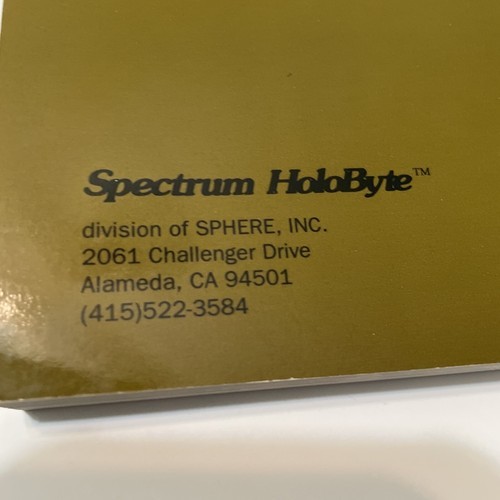 Spectrum HoloByte™
division of SPHERE, INC.
2061 Challenger Drive
Alameda, CA 94501
(415)522-3584